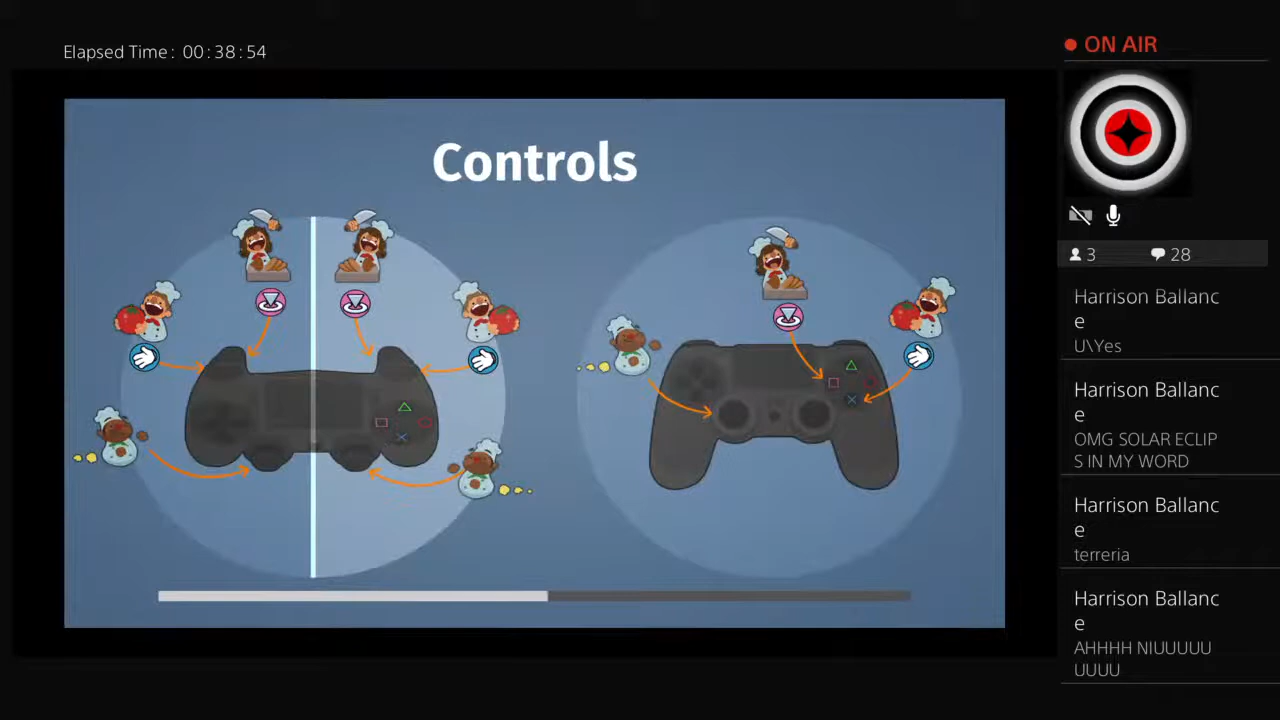 Elapsed Time: 00:38:54
ON AIR
Controls
3 28
Harrison Ballanc
e
U\Yes
Harrison Ballanc
e
OMG SOLAR ECLIP
S IN MY WORD
Harrison Ballanc
e
terreria
Harrison Ballanc
e
AHHHH NIUUUUU
UUUU